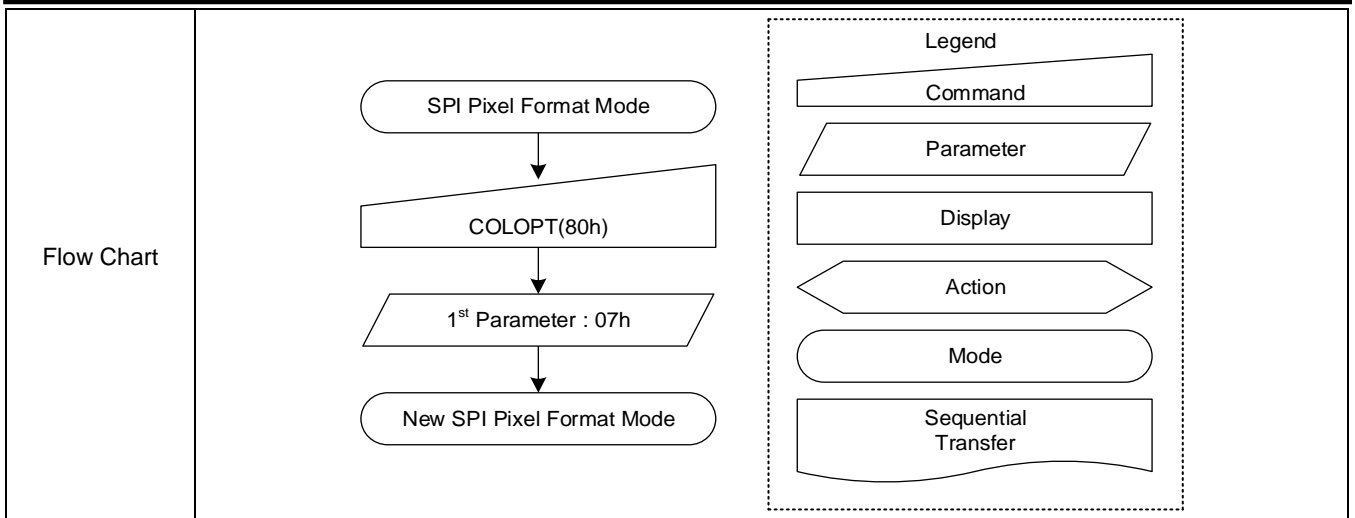 Flow Chart
SPI Pixel Format Mode
COLOPT(80h)
1st Parameter : 07h
New SPI Pixel Format Mode
Legend
Command
Parameter
Display
Action
Mode
Sequential
Transfer